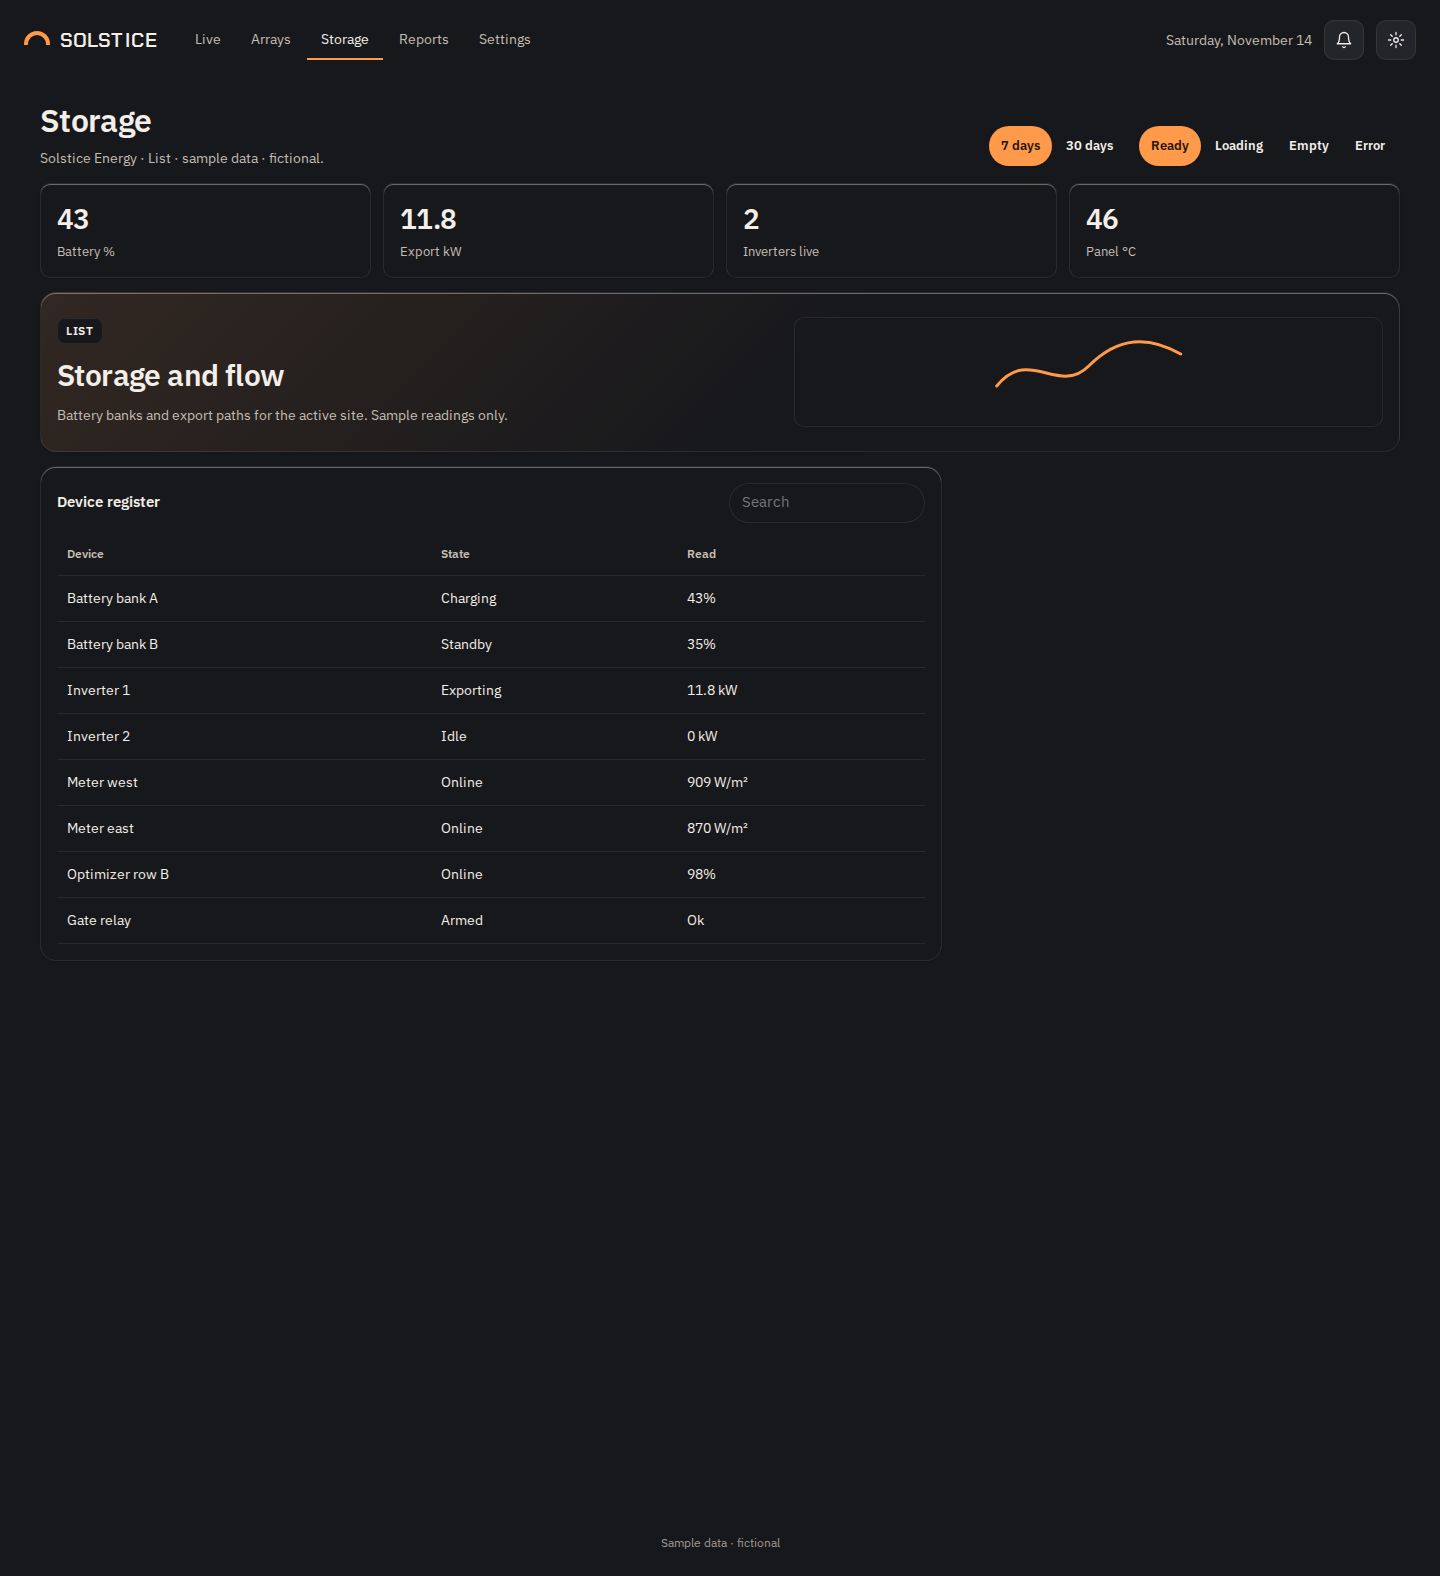 SOLSTICE Live Arrays Storage Reports Settings Saturday, November 14
Storage
Solstice Energy · List · sample data · fictional.
7 days 30 days Ready Loading Empty Error
43 11.8 2 46
Battery % Export kW Inverters live Panel °C
LIST
Storage and flow
Battery banks and export paths for the active site. Sample readings only.
Device register Search
Device State Read
Battery bank A Charging 43%
Battery bank B Standby 35%
Inverter 1 Exporting 11.8 kW
Inverter 2 Idle 0 kW
Meter west Online 909 W/m²
Meter east Online 870 W/m²
Optimizer row B Online 98%
Gate relay Armed Ok
Sample data · fictional